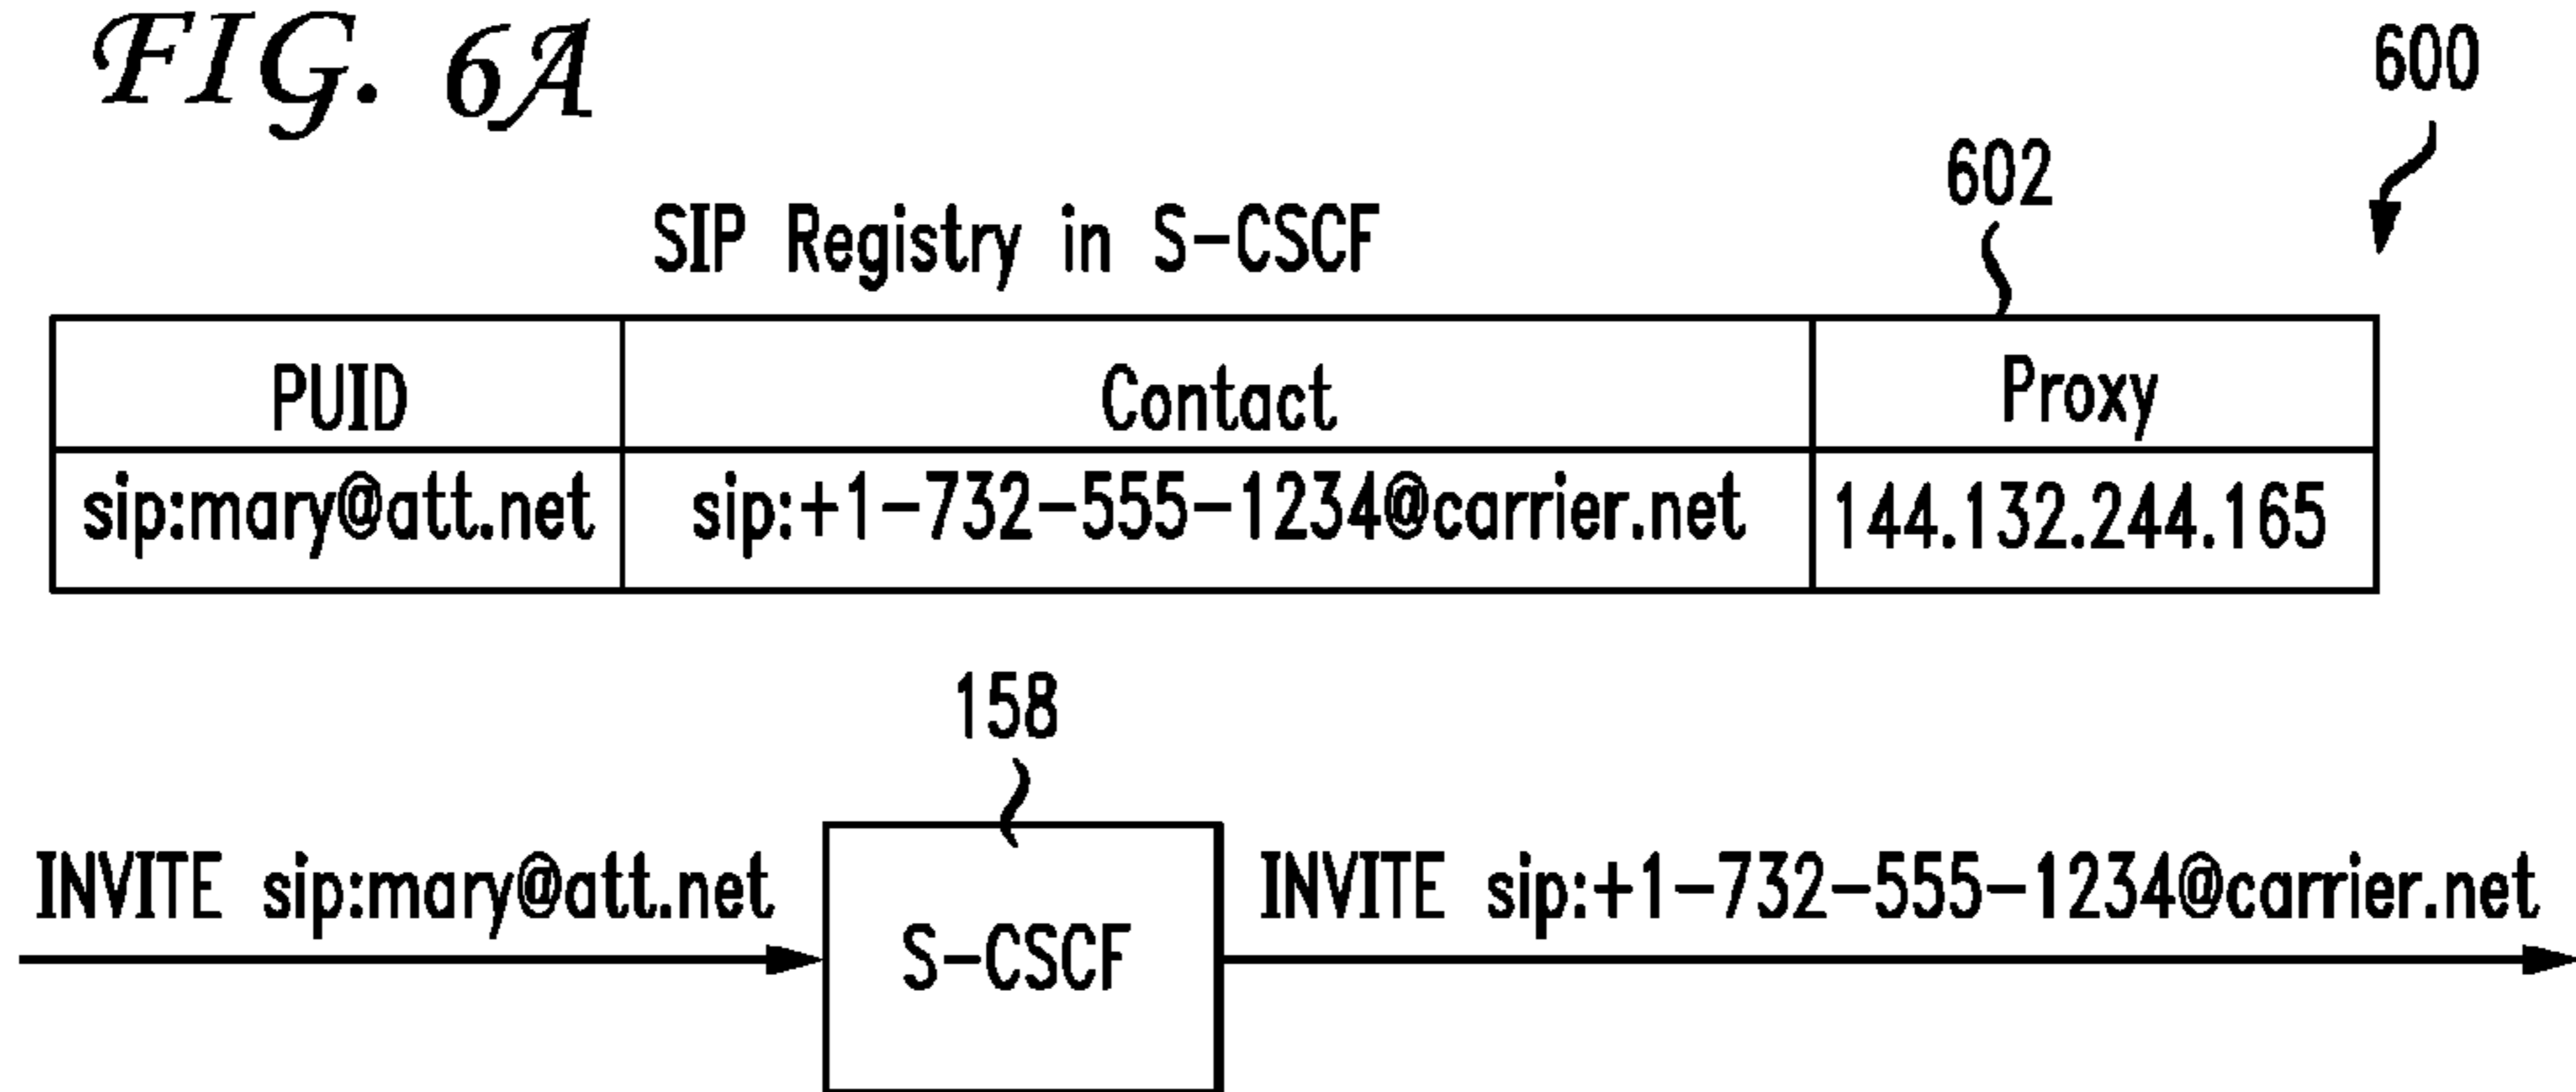 FIG. 6A
600
602
SIP Registry in S-CSCF
PUID Contact Proxy
sip:mary@att.net sip:+1-732-555-1234@carrier.net 144.132.244.165
158
INVITE sip:mary@att.net INVITE sip:+1-732-555-1234@carrier.net
S-CSCF